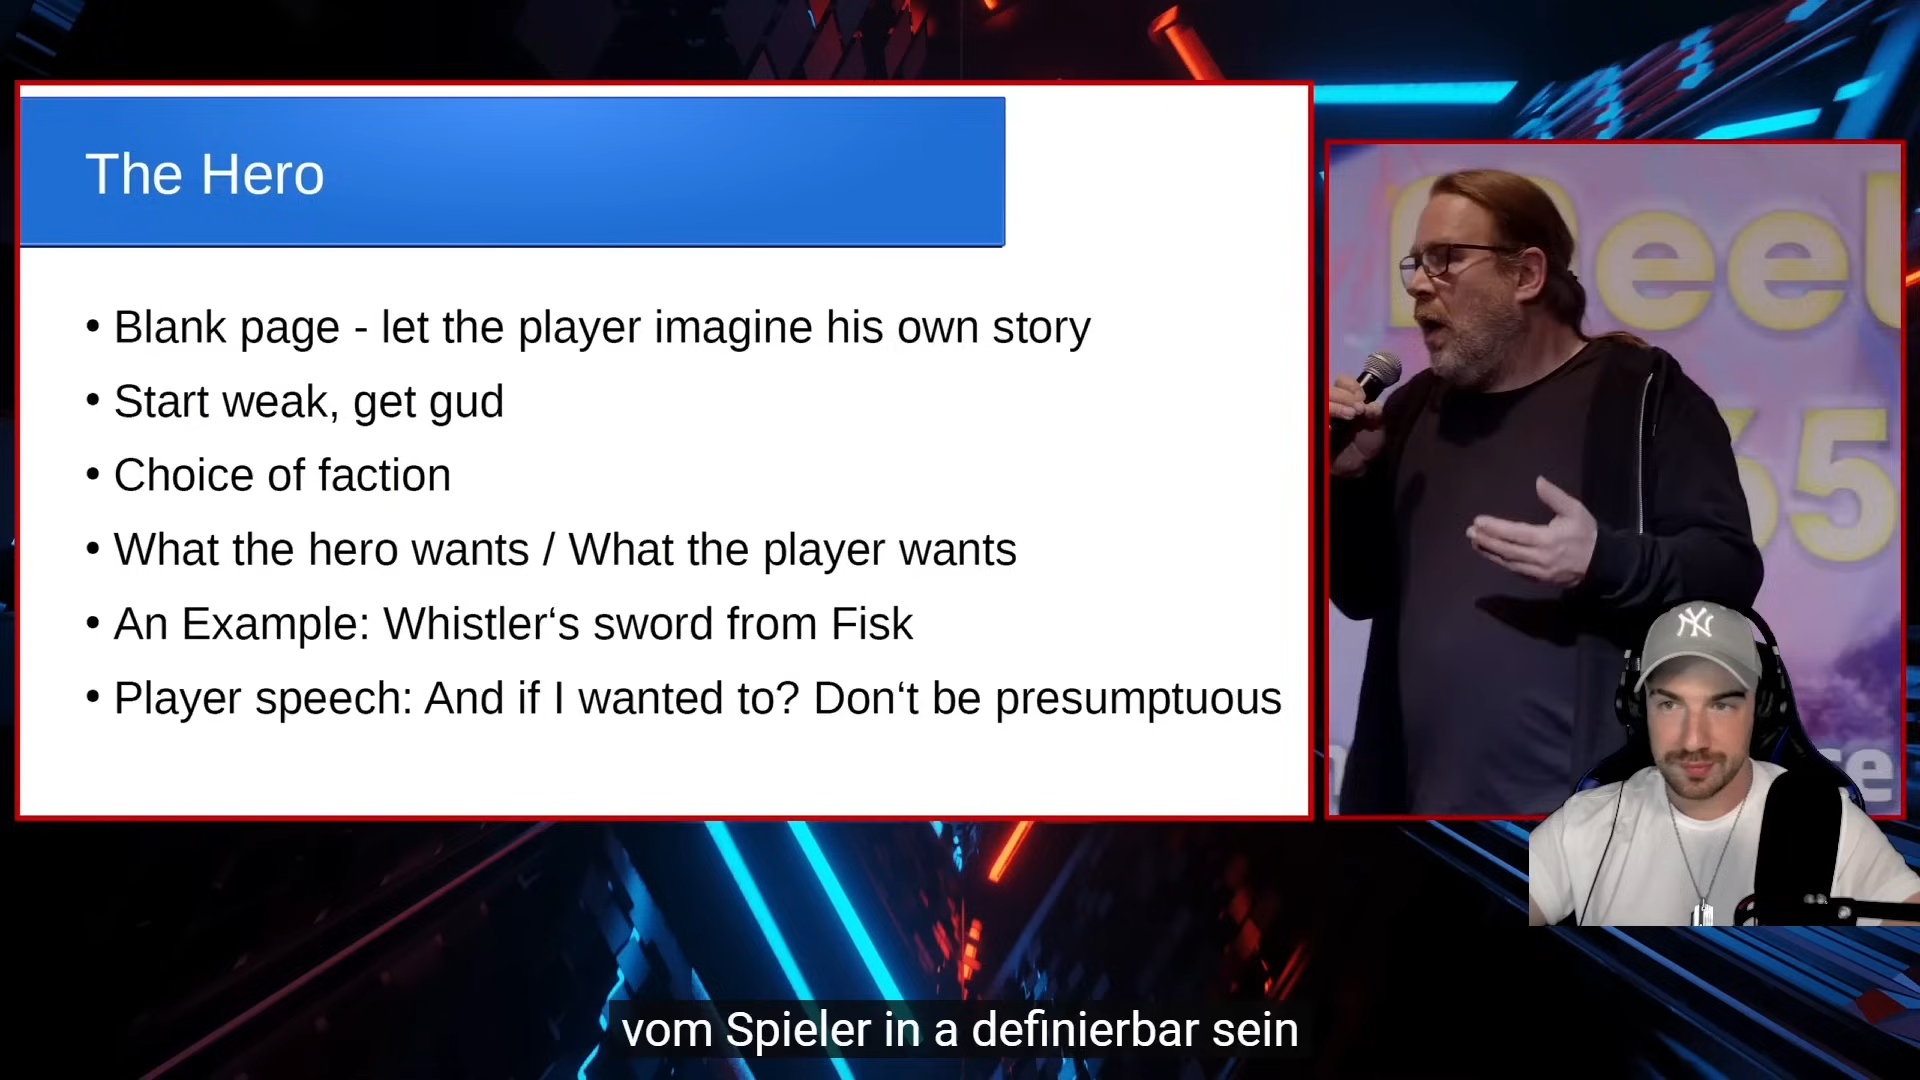 The Hero
• Blank page - let the player imagine his own story
• Start weak, get gud
• Choice of faction
• What the hero wants / What the player wants
• An Example: Whistler‘s sword from Fisk
• Player speech: And if I wanted to? Don‘t be presumptuous
65
NY
vom Spieler in a definierbar sein